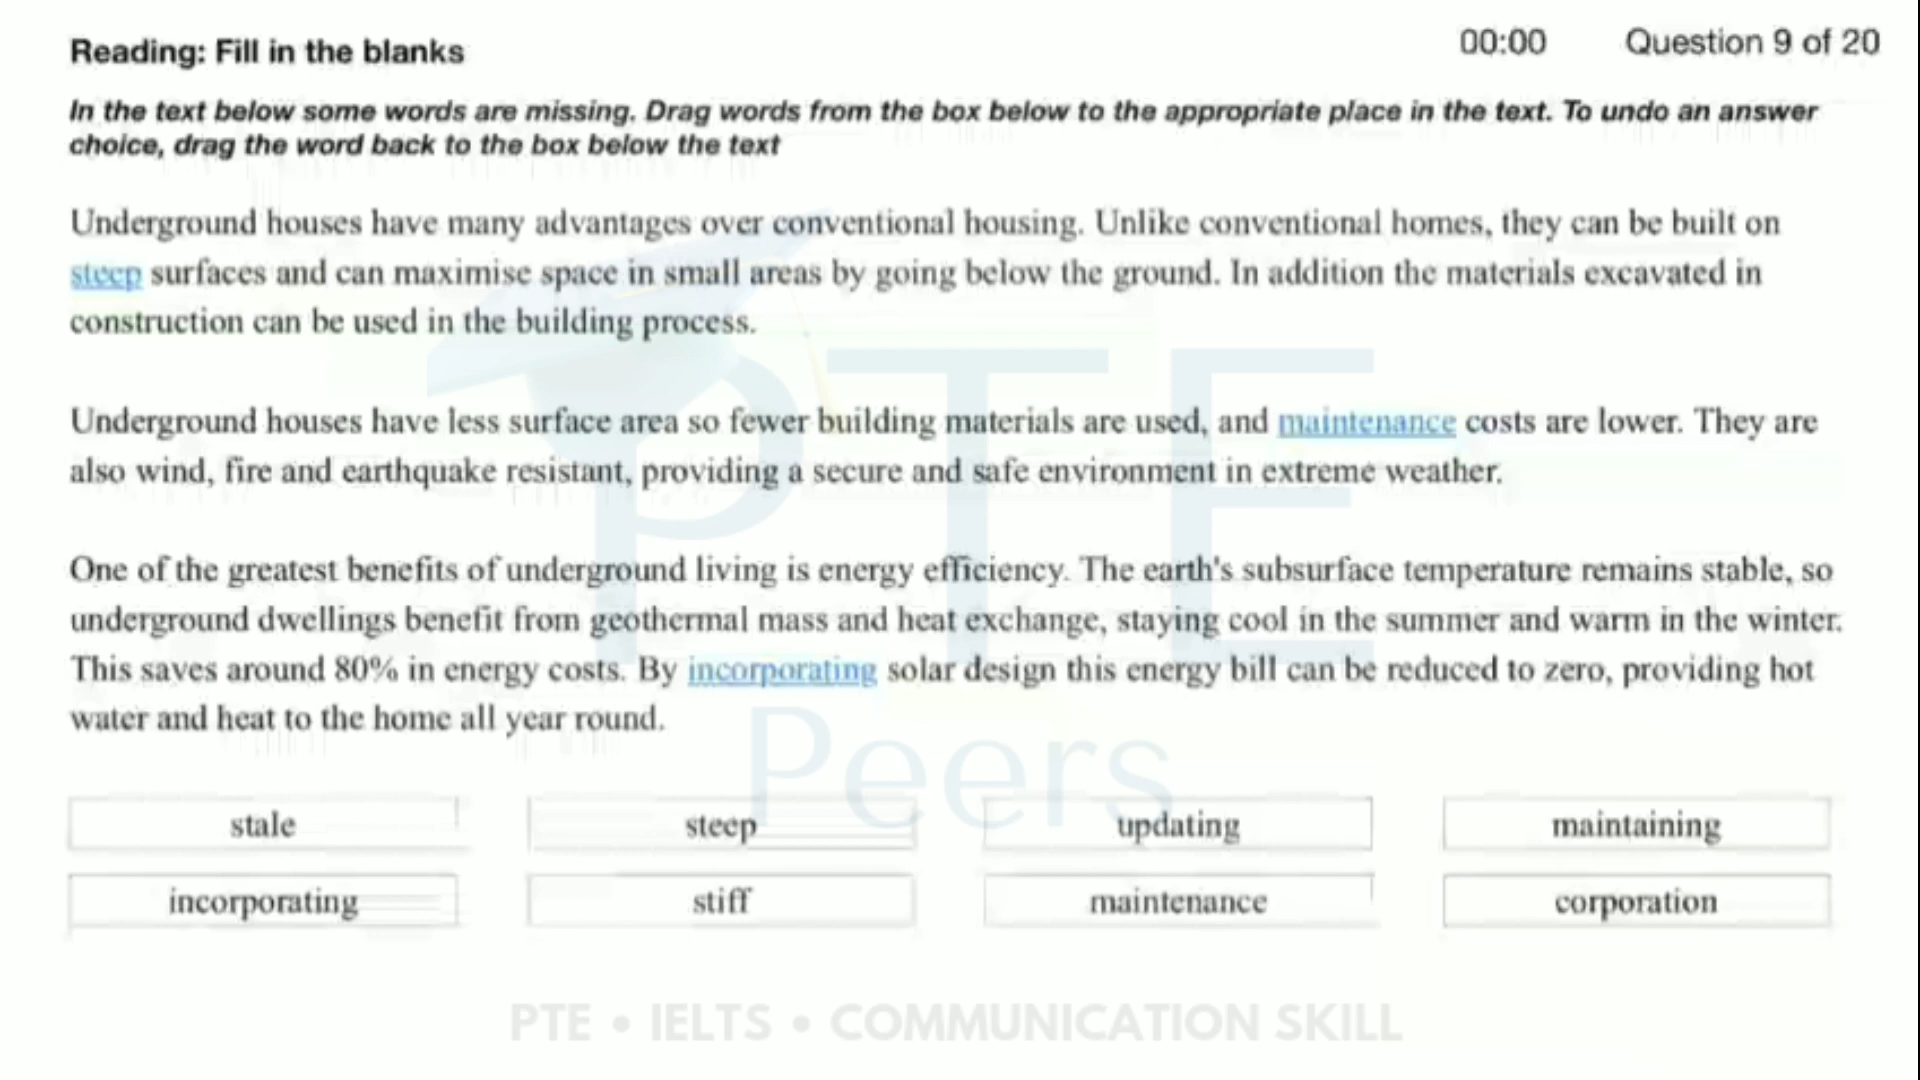 Reading: Fill in the blanks
00:00 Question 9 of 20
In the text below some words are missing. Drag words from the box below to the appropriate place in the text. To undo an answer
choice, drag the word back to the box below the text
Underground houses have many advantages over conventional housing. Unlike conventional homes, they can be built on
steep surfaces and can maximise space in small areas by going below the ground. In addition the materials excavated in
construction can be used in the building process.
Underground houses have less surface area so fewer building materials are used, and maintenance costs are lower. They are
also wind, fire and earthquake resistant, providing a secure and safe environment in extreme weather.
One of the greatest benefits of underground living is energy efficiency. The earth's subsurface temperature remains stable, so
underground dwellings benefit from geothermal mass and heat exchange, staying cool in the summer and warm in the winter.
This saves around 80% in energy costs. By incorporating solar design this energy bill can be reduced to zero, providing hot
water and heat to the home all year round.
PTE
Peers
stale steep updating maintaining
incorporating stiff maintenance corporation
PTE • IELTS • COMMUNICATION SKILL